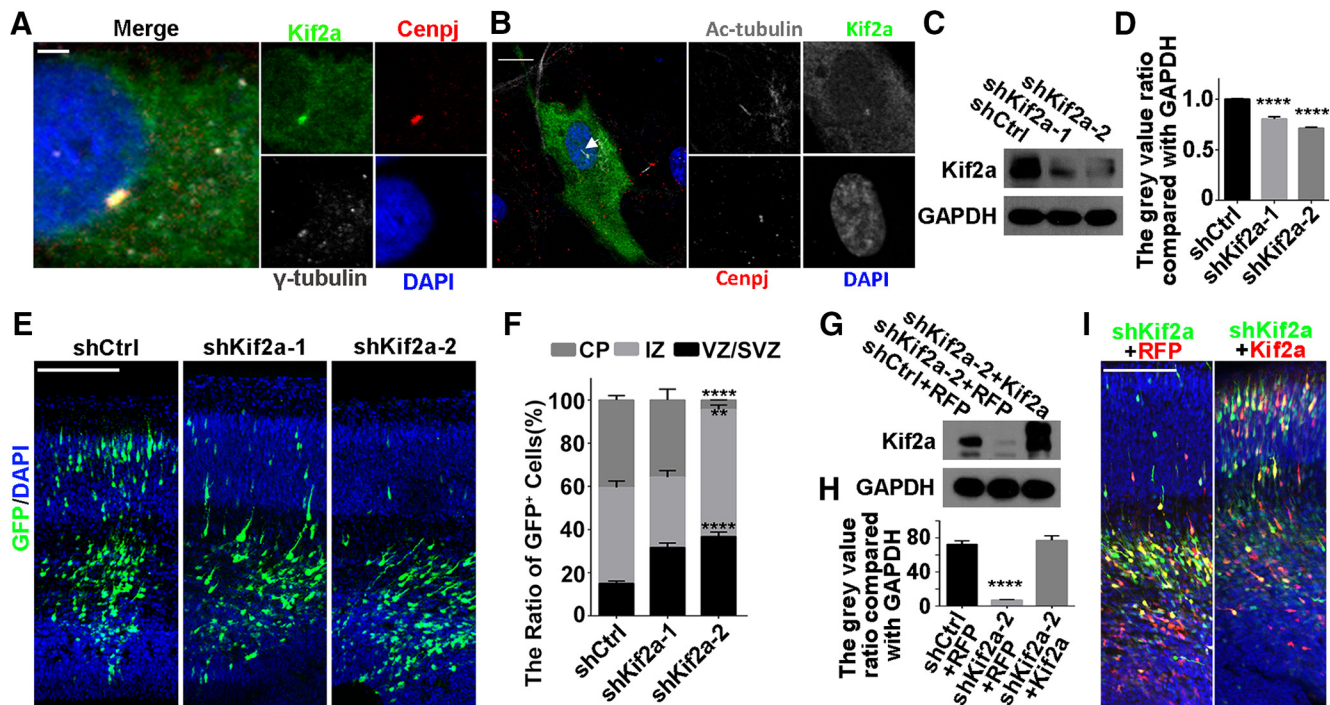 A
Merge
Kif2a
Cenpj
γ-tubulin
DAPI
B
Ac-tubulin
Kif2a
Cenpj
DAPI
C
shCtrl
shKif2a-1
shKif2a-2
Kif2a
GAPDH
D
The grey value ratio
compared with GAPDH
1.0
0.5
0
****
****
shCtrl
shKif2a-1
shKif2a-2
E
shCtrl
shKif2a-1
shKif2a-2
GFP/DAPI
F
CP
IZ
VZ/SVZ
The Ratio of GFP⁺ Cells(%)
100
80
60
40
20
0
****
**
****
shCtrl
shKif2a-1
shKif2a-2
G
shCtrl+RFP
shKif2a-2+RFP
shKif2a-2+Kif2a
Kif2a
GAPDH
H
The grey value
ratio compared
with GAPDH
80
40
0
****
shCtrl
+RFP
shKif2a-2
+RFP
shKif2a-2
+Kif2a
I
shKif2a
+RFP
shKif2a
+Kif2a